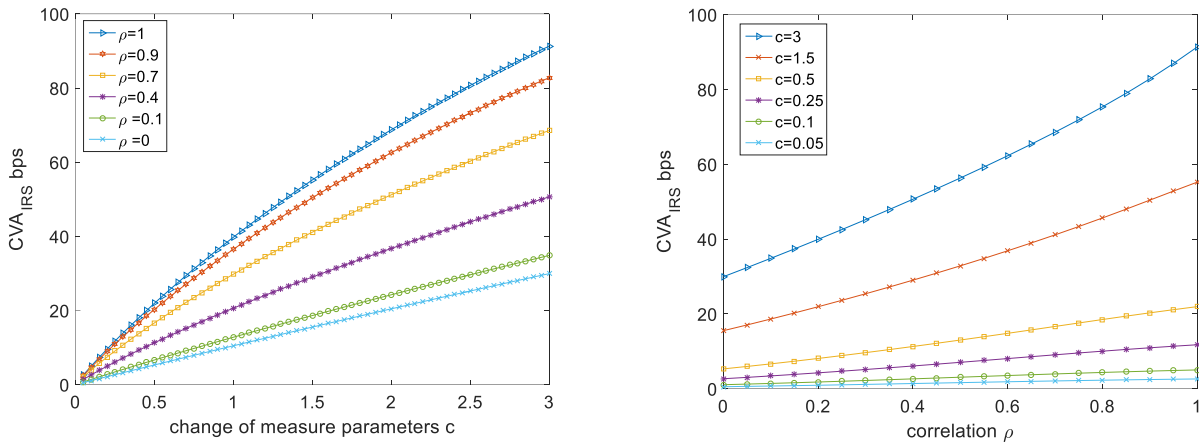 100
80
60
40
20
0
CVA_IRS bps
ρ=1
ρ=0.9
ρ=0.7
ρ=0.4
ρ =0.1
ρ =0
0 0.5 1 1.5 2 2.5 3
change of measure parameters c
100
80
60
40
20
0
CVA_IRS bps
c=3
c=1.5
c=0.5
c=0.25
c=0.1
c=0.05
0 0.2 0.4 0.6 0.8 1
correlation ρ